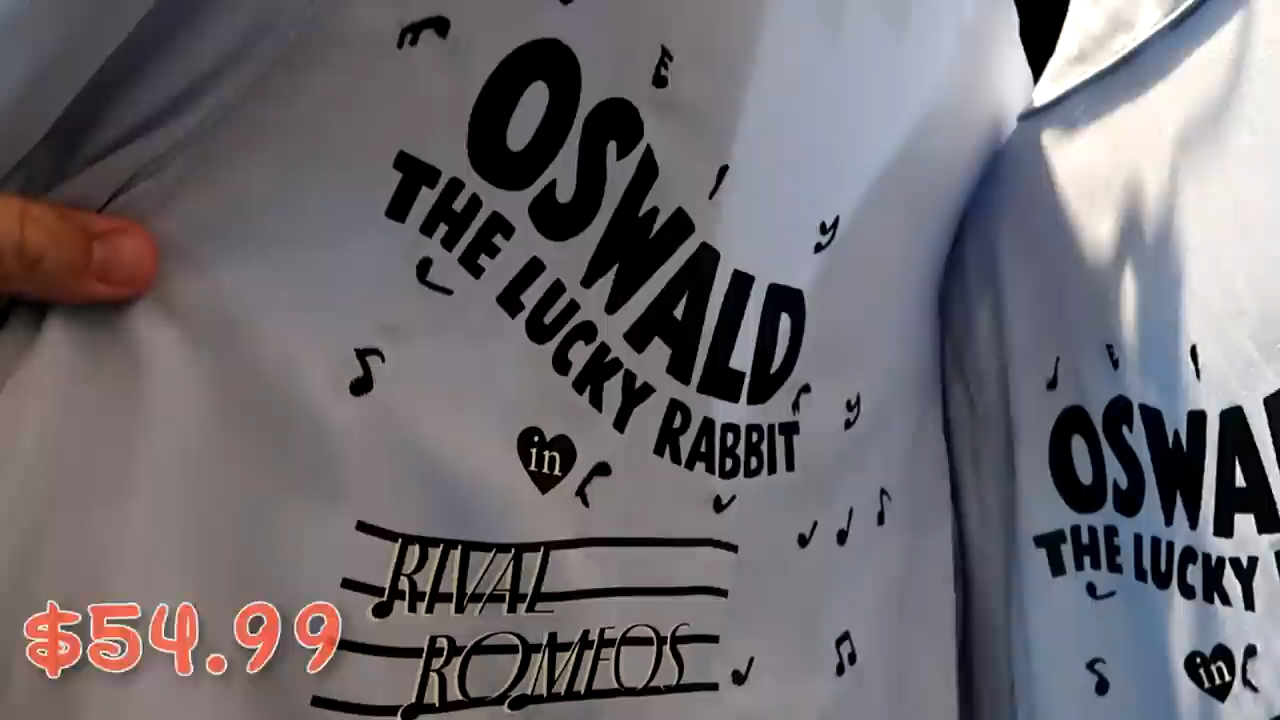 OSWALD
THE LUCKY RABBIT
in
RIVAL
ROMEOS
$54.99
OSWA
THE LUCKY
in